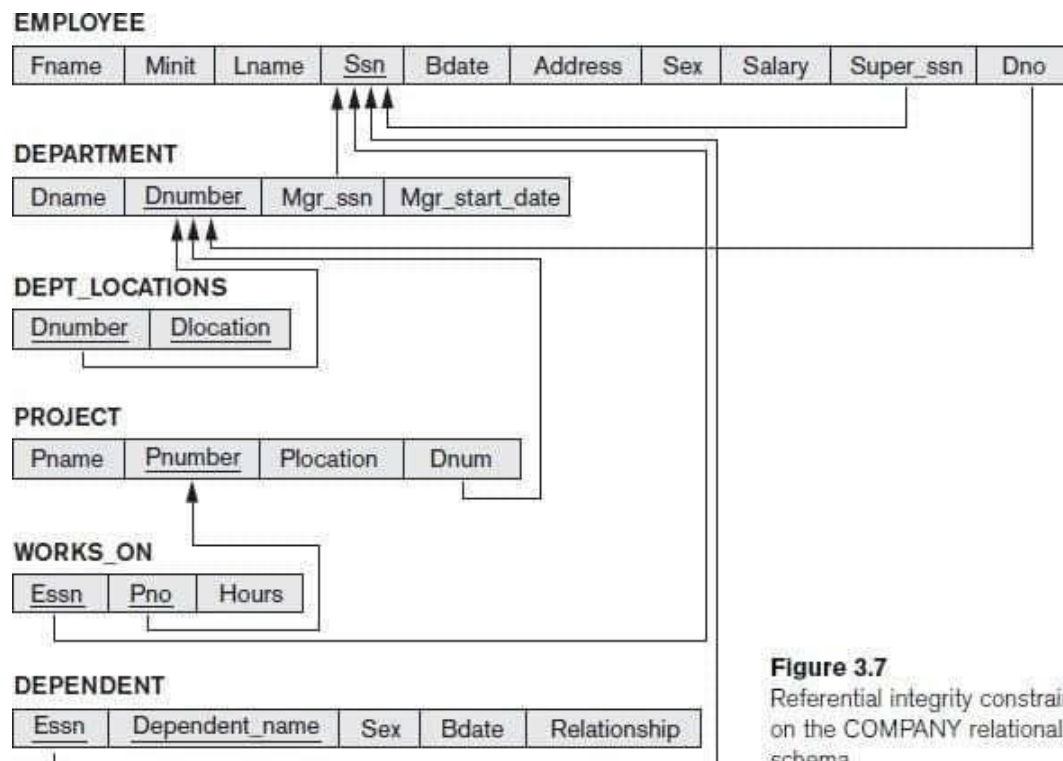 EMPLOYEE
Fname Minit Lname Ssn Bdate Address Sex Salary Super_ssn Dno
DEPARTMENT
Dname Dnumber Mgr_ssn Mgr_start_date
DEPT_LOCATIONS
Dnumber Dlocation
PROJECT
Pname Pnumber Plocation Dnum
WORKS_ON
Essn Pno Hours
DEPENDENT
Essn Dependent_name Sex Bdate Relationship
Figure 3.7
Referential integrity constrai
on the COMPANY relational
schema